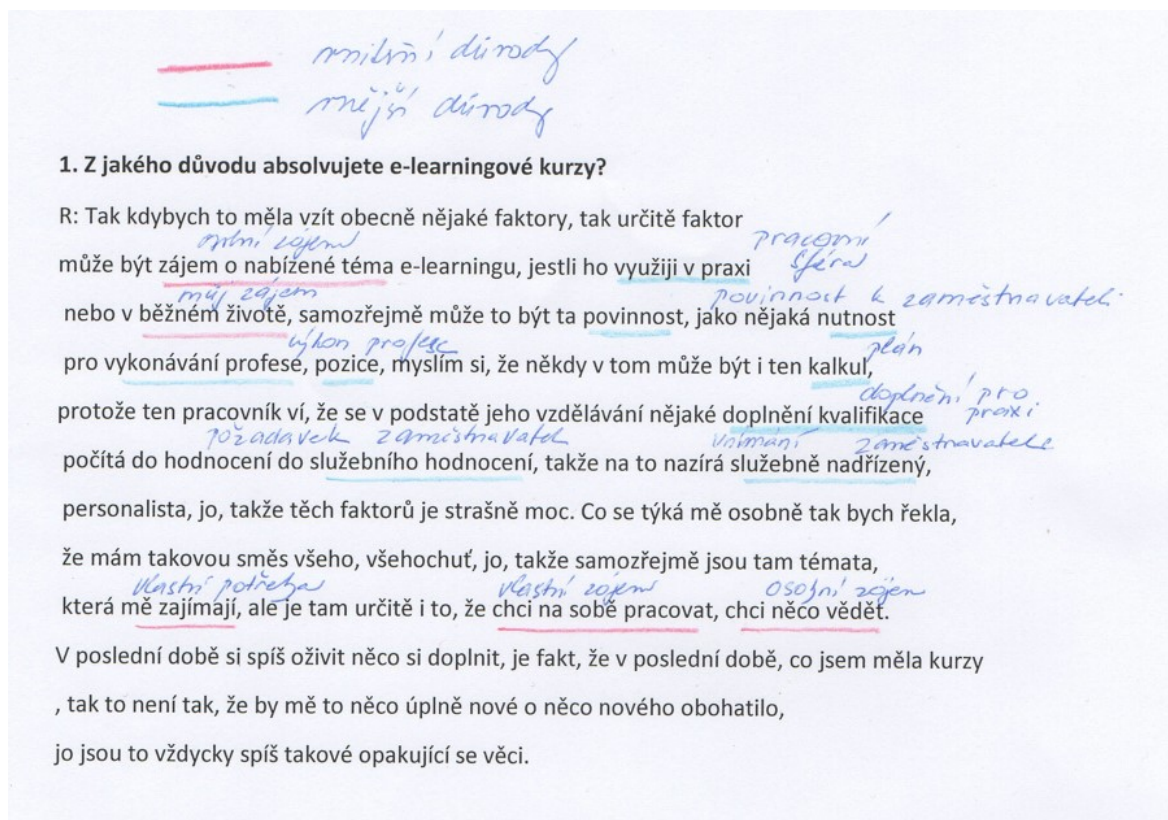 vnitřní důvody
vnější důvody
1. Z jakého důvodu absolvujete e-learningové kurzy?
R: Tak kdybych to měla vzít obecně nějaké faktory, tak určitě faktor
osobní zájem pracovní
může být zájem o nabízené téma e-learningu, jestli ho využiji v praxi sféra
můj zájem povinnost k zaměstnavateli
nebo v běžném životě, samozřejmě může to být ta povinnost, jako nějaká nutnost
výkon profese plán
pro vykonávání profese, pozice, myslím si, že někdy v tom může být i ten kalkul,
doplnění pro
protože ten pracovník ví, že se v podstatě jeho vzdělávání nějaké doplnění kvalifikace praxi
požadavek zaměstnavatele vnímání zaměstnavatele
počítá do hodnocení do služebního hodnocení, takže na to nazírá služebně nadřízený,
personalista, jo, takže těch faktorů je strašně moc. Co se týká mě osobně tak bych řekla,
že mám takovou směs všeho, všehochuť, jo, takže samozřejmě jsou tam témata,
vlastní potřeba vlastní zájem osobní zájem
která mě zajímají, ale je tam určitě i to, že chci na sobě pracovat, chci něco vědět.
V poslední době si spíš oživit něco si doplnit, je fakt, že v poslední době, co jsem měla kurzy
, tak to není tak, že by mě to něco úplně nové o něco nového obohatilo,
jo jsou to vždycky spíš takové opakující se věci.